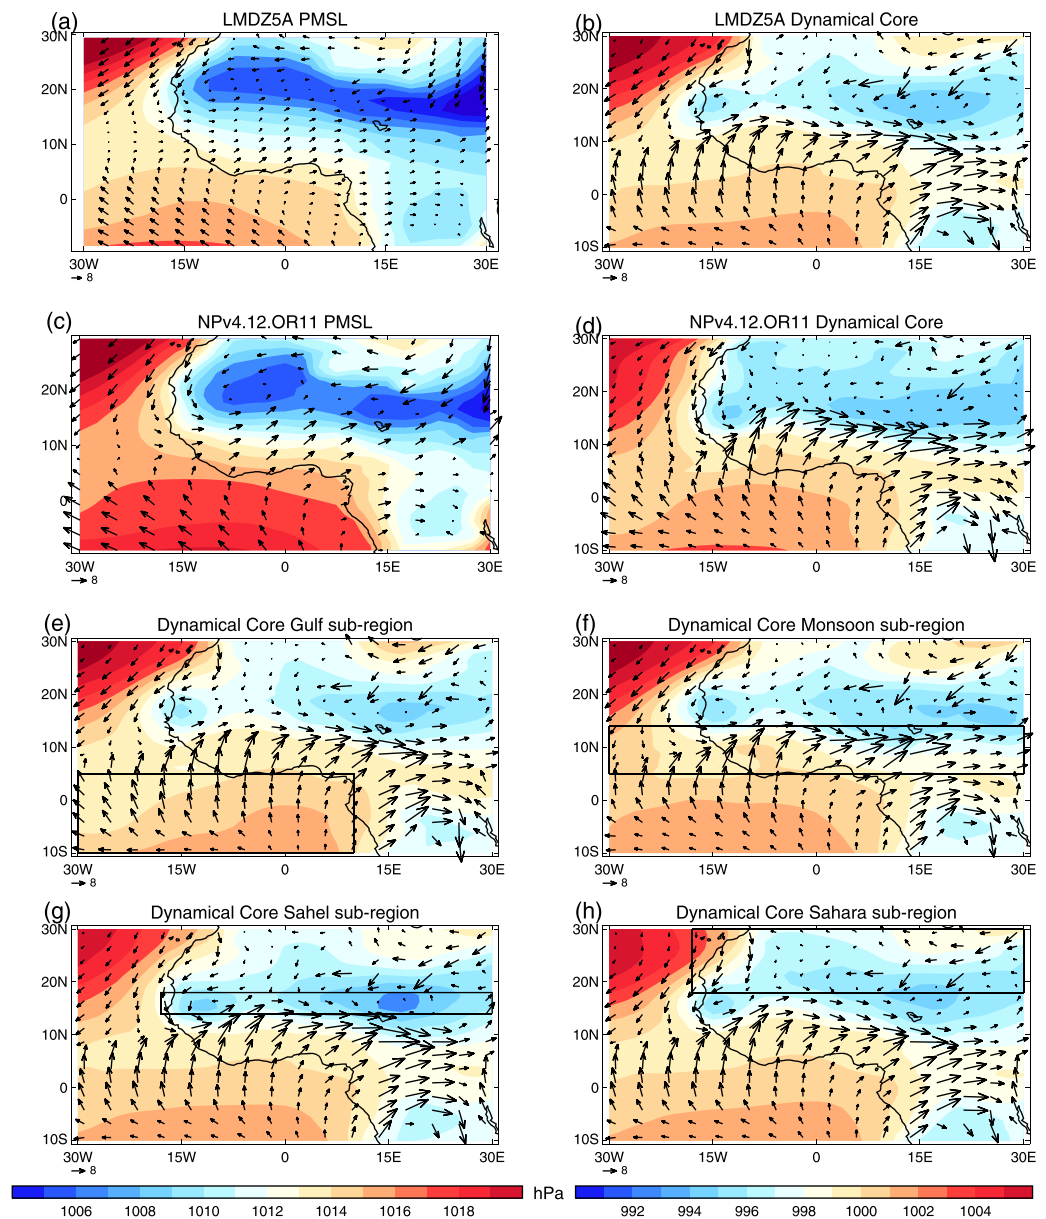 (a) LMDZ5A PMSL
30N
20N
10N
0
30W 15W 0 15E 30E
8
(b) LMDZ5A Dynamical Core
30N
20N
10N
0
10S
30W 15W 0 15E 30E
8
(c) NPv4.12.OR11 PMSL
20N
10N
0
30W 15W 0 15E 30E
8
(d) NPv4.12.OR11 Dynamical Core
30N
20N
10N
0
10S
30W 15W 0 15E 30E
8
(e) Dynamical Core Gulf sub-region
30N
20N
10N
0
10S
30W 15W 0 15E 30E
8
(f) Dynamical Core Monsoon sub-region
30N
20N
10N
0
10S
30W 15W 0 15E 30E
8
(g) Dynamical Core Sahel sub-region
30N
20N
10N
0
10S
30W 15W 0 15E 30E
8
(h) Dynamical Core Sahara sub-region
30N
20N
10N
0
10S
30W 15W 0 15E 30E
8
hPa
1006 1008 1010 1012 1014 1016 1018
992 994 996 998 1000 1002 1004